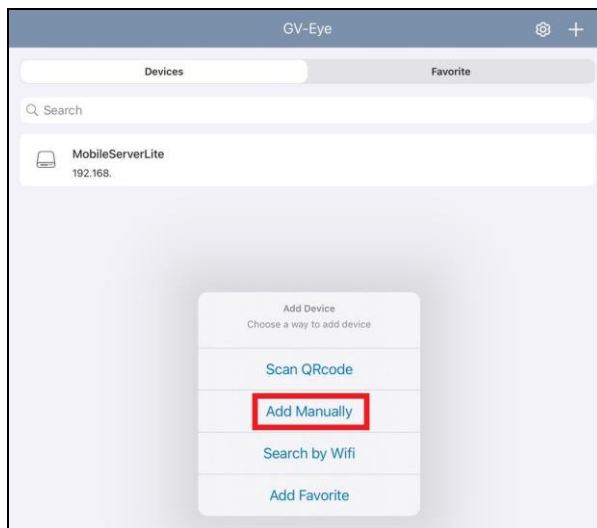 GV-Eye
Devices
Favorite
Search
MobileServerLite
192.168.
Add Device
Choose a way to add device
Scan QRcode
Add Manually
Search by Wifi
Add Favorite